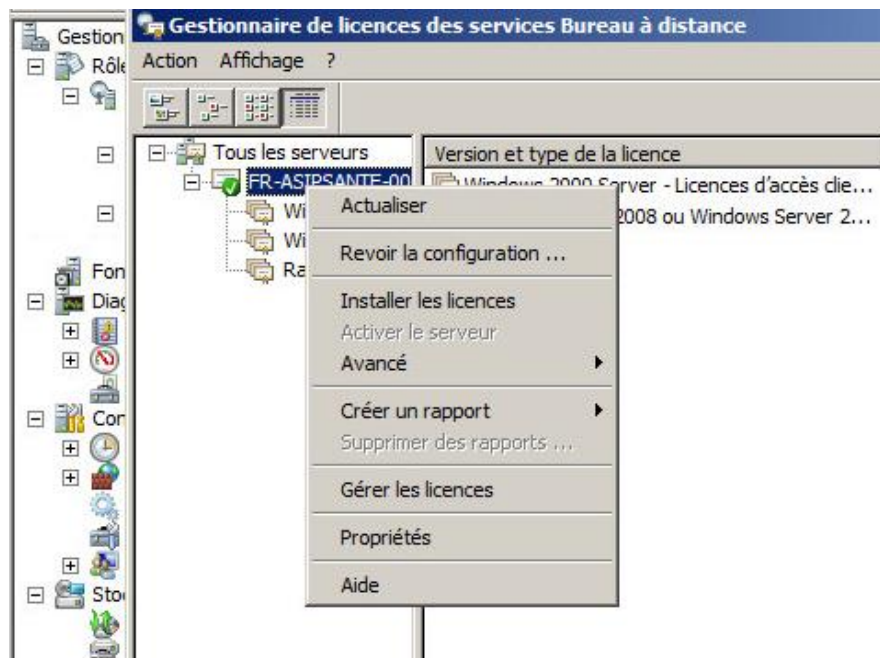 Gestionnaire de licences des services Bureau à distance
Gestion
Action Affichage ?
Rôle
Tous les serveurs
Version et type de la licence
FR-ASIPSANTE-00
Windows 2000 Server - Licences d'accès clie...
Wi
2008 ou Windows Server 2...
Wi
Ra
Actualiser
Revoir la configuration ...
Installer les licences
Activer le serveur
Avancé
Créer un rapport
Supprimer des rapports ...
Gérer les licences
Propriétés
Aide
Fon
Diag
Con
Sto